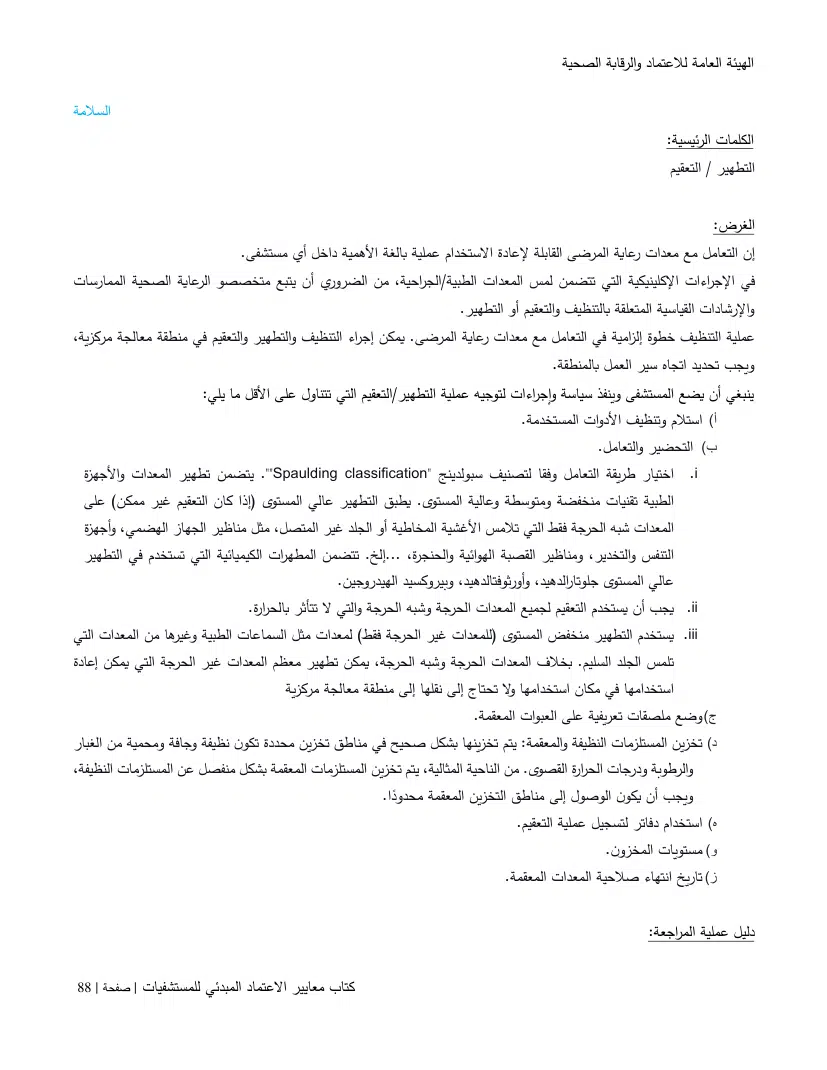 الهيئة العامة للاعتماد والرقابة الصحية
السلامة
الكلمات الرئيسية:
التطهير / التعقيم
الغرض:
إن التعامل مع معدات رعاية المرضى القابلة لإعادة الاستخدام عملية بالغة الأهمية داخل أي مستشفى.
في الإجراءات الإكلينيكية التي تتضمن لمس المعدات الطبية/الجراحية، من الضروري أن يتبع متخصصو الرعاية الصحية الممارسات
والإرشادات القياسية المتعلقة بالتنظيف والتعقيم أو التطهير.
عملية التنظيف خطوة إلزامية في التعامل مع معدات رعاية المرضى. يمكن إجراء التنظيف والتطهير والتعقيم في منطقة معالجة مركزية،
ويجب تحديد اتجاه سير العمل بالمنطقة.
ينبغي أن يضع المستشفى وينفذ سياسة وإجراءات لتوجيه عملية التطهير/التعقيم التي تتناول على الأقل ما يلي:
أ) استلام وتنظيف الأدوات المستخدمة.
ب) التحضير والتعامل.
i. اختيار طريقة التعامل وفقا لتصنيف سبولدينج "Spaulding classification"". يتضمن تطهير المعدات والأجهزة
الطبية تقنيات منخفضة ومتوسطة وعالية المستوى. يطبق التطهير عالي المستوى (إذا كان التعقيم غير ممكن) على
المعدات شبه الحرجة فقط التي تلامس الأغشية المخاطية أو الجلد غير المتصل، مثل مناظير الجهاز الهضمي، وأجهزة
التنفس والتخدير، ومناظير القصبة الهوائية والحنجرة، ...إلخ. تتضمن المطهرات الكيميائية التي تستخدم في التطهير
عالي المستوى جلوتارالدهيد، وأورثوفتالدهيد، وبيروكسيد الهيدروجين.
ii. يجب أن يستخدم التعقيم لجميع المعدات الحرجة وشبه الحرجة والتي لا تتأثر بالحرارة.
iii. يستخدم التطهير منخفض المستوى (للمعدات غير الحرجة فقط) لمعدات مثل السماعات الطبية وغيرها من المعدات التي
تلمس الجلد السليم. بخلاف المعدات الحرجة وشبه الحرجة، يمكن تطهير معظم المعدات غير الحرجة التي يمكن إعادة
استخدامها في مكان استخدامها ولا تحتاج إلى نقلها إلى منطقة معالجة مركزية
ج)وضع ملصقات تعريفية على العبوات المعقمة.
د) تخزين المستلزمات النظيفة والمعقمة: يتم تخزينها بشكل صحيح في مناطق تخزين محددة تكون نظيفة وجافة ومحمية من الغبار
والرطوبة ودرجات الحرارة القصوى. من الناحية المثالية، يتم تخزين المستلزمات المعقمة بشكل منفصل عن المستلزمات النظيفة،
ويجب أن يكون الوصول إلى مناطق التخزين المعقمة محدودًا.
ه) استخدام دفاتر لتسجيل عملية التعقيم.
و) مستويات المخزون.
ز) تاريخ انتهاء صلاحية المعدات المعقمة.
دليل عملية المراجعة:
كتاب معايير الاعتماد المبدئي للمستشفيات | صفحة | 88